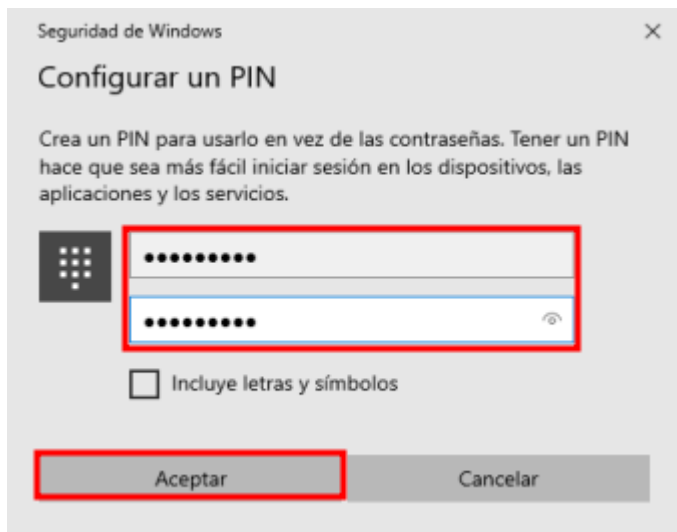 Seguridad de Windows
Configurar un PIN
Crea un PIN para usarlo en vez de las contraseñas. Tener un PIN
hace que sea más fácil iniciar sesión en los dispositivos, las
aplicaciones y los servicios.
●●●●●●●●●
●●●●●●●●●
Incluye letras y símbolos
Aceptar
Cancelar